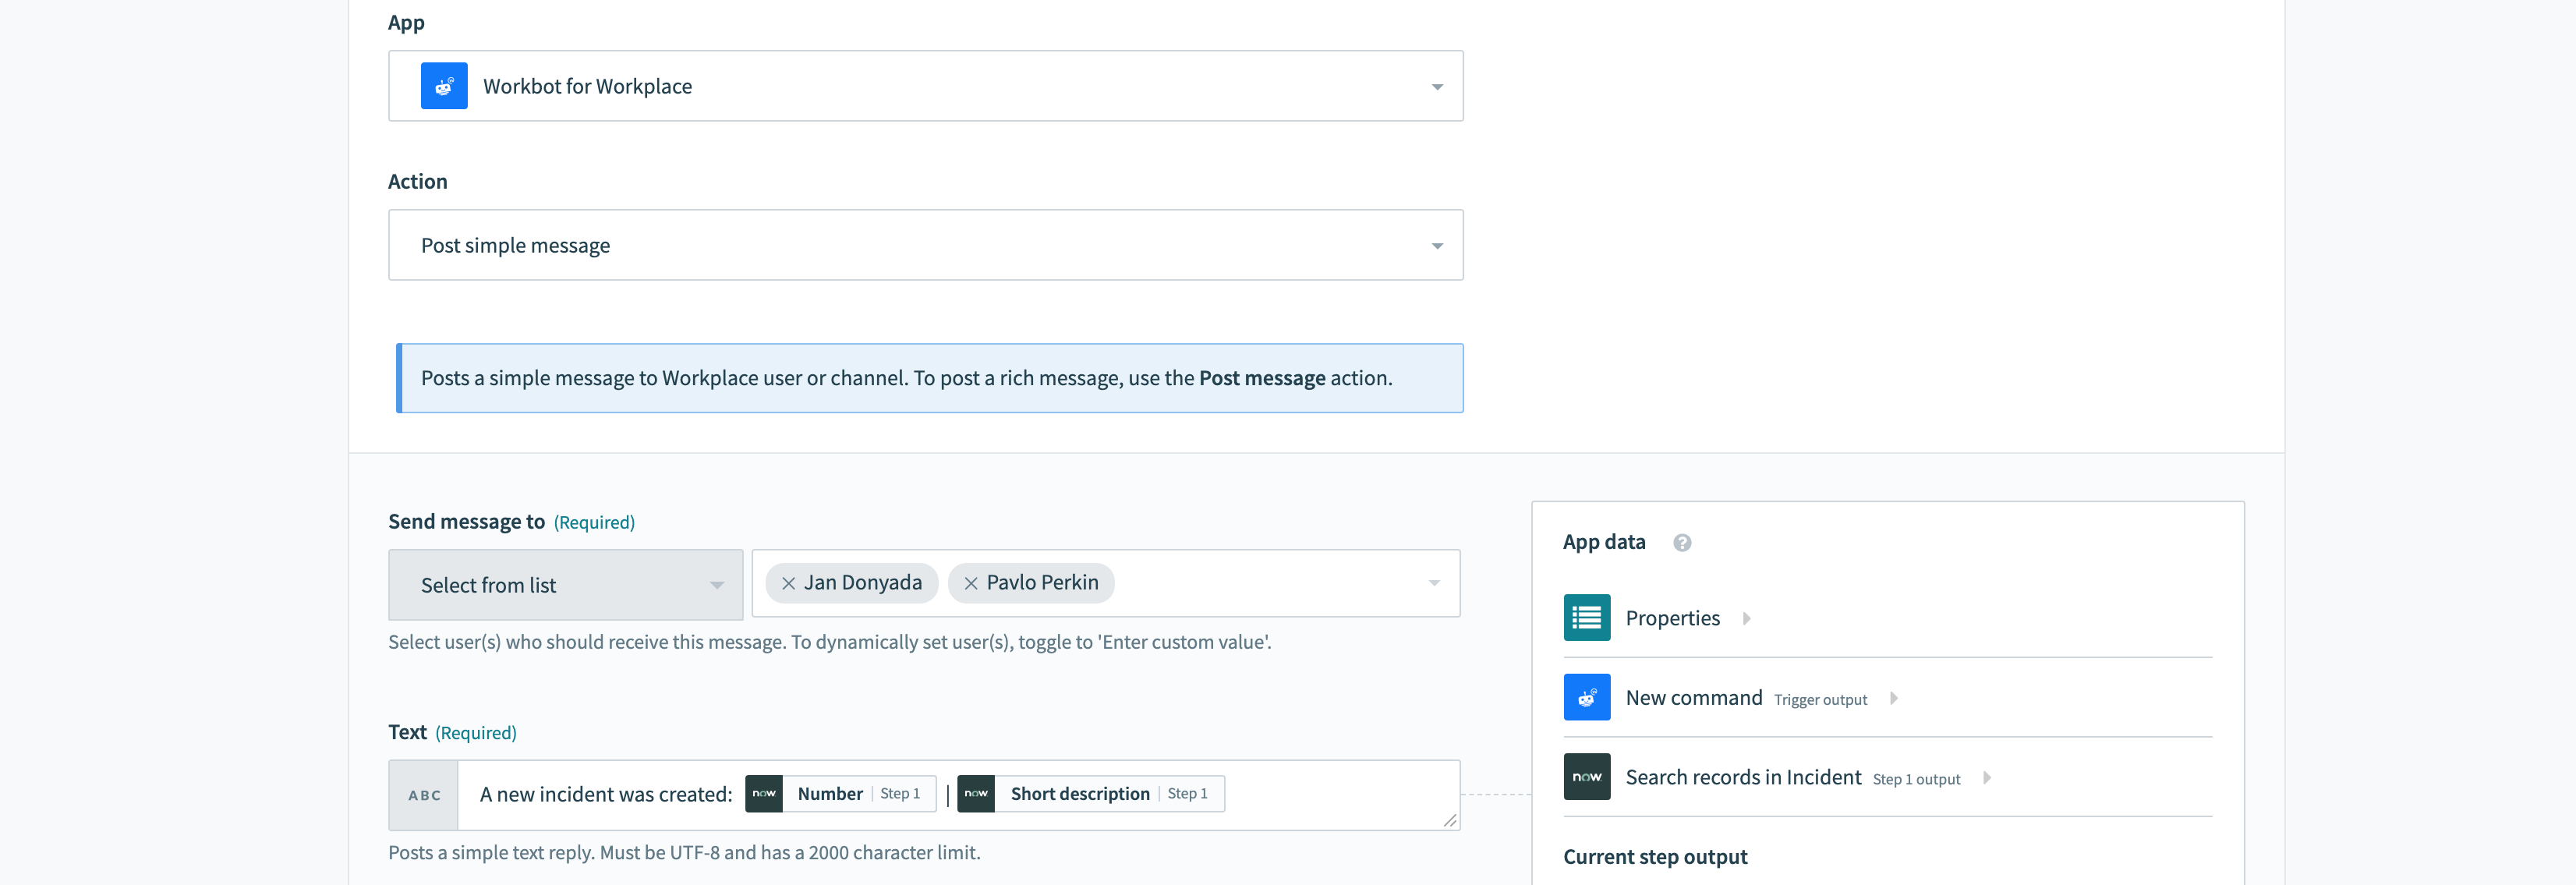 App
Workbot for Workplace
Action
Post simple message
Posts a simple message to Workplace user or channel. To post a rich message, use the Post message action.
Send message to (Required)
Select from list
Jan Donyada Pavlo Perkin
Select user(s) who should receive this message. To dynamically set user(s), toggle to 'Enter custom value'.
Text (Required)
ABC A new incident was created: now Number | Step 1 | now Short description | Step 1
Posts a simple text reply. Must be UTF-8 and has a 2000 character limit.
App data ?
Properties
New command Trigger output
now Search records in Incident Step 1 output
Current step output